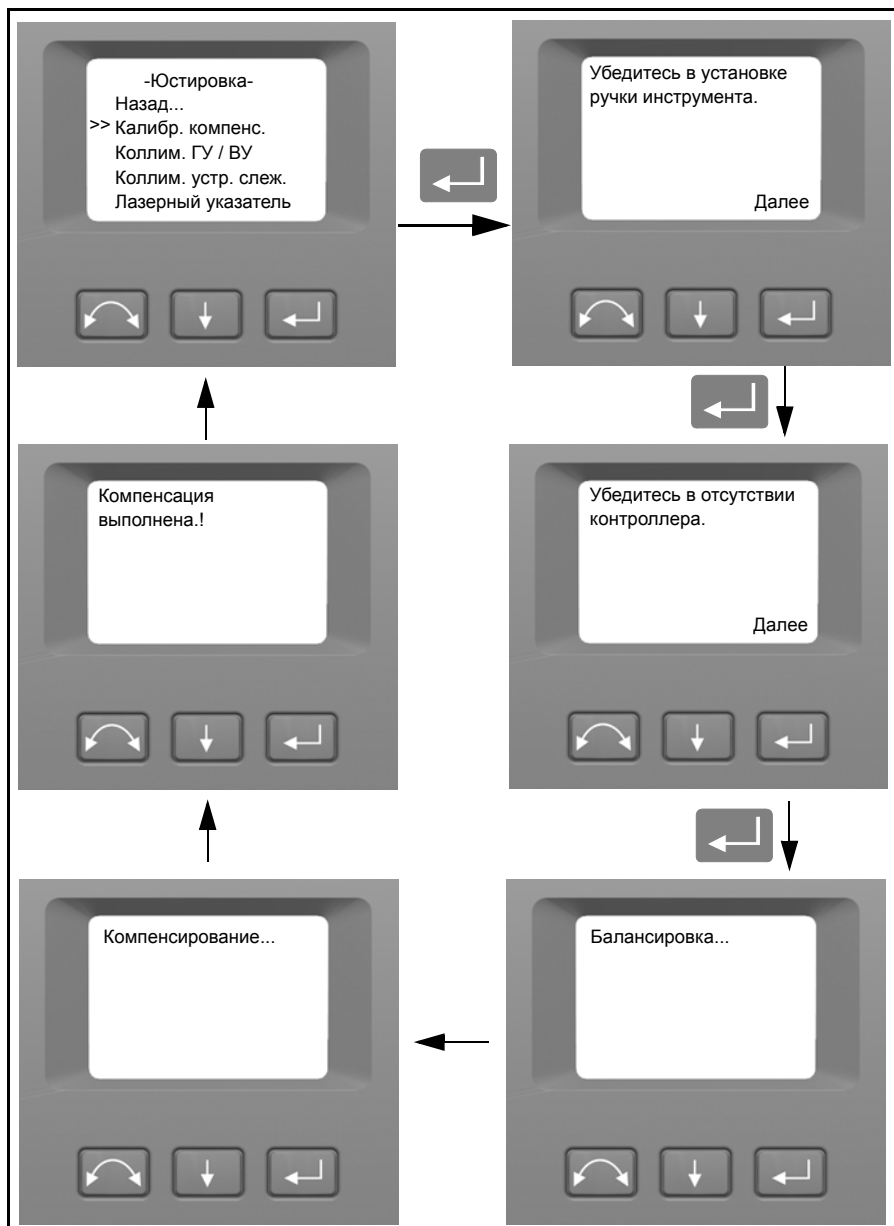 -Юстировка-
Назад...
>> Калибр. компенс.
Коллим. ГУ / ВУ
Коллим. устр. слеж.
Лазерный указатель
Убедитесь в установке
ручки инструмента.
Далее
Убедитесь в отсутствии
контроллера.
Далее
Балансировка...
Компенсирование...
Компенсация
выполнена.!